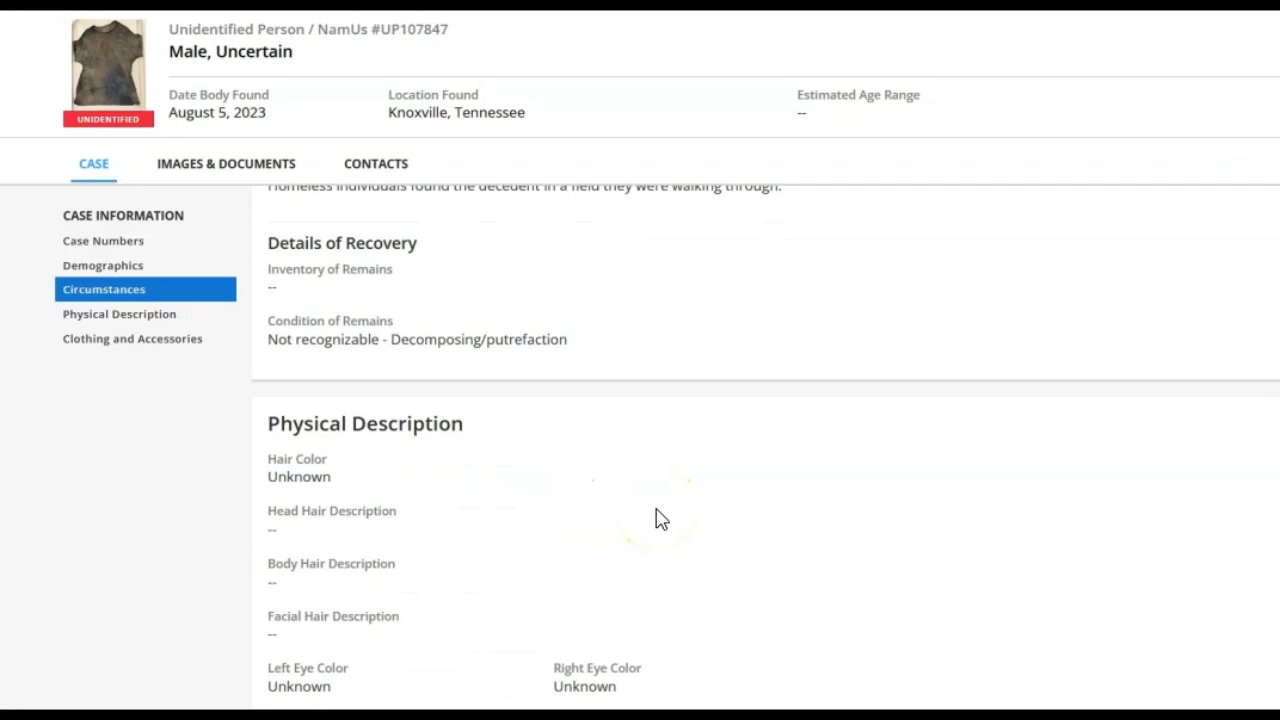 Unidentified Person / NamUs #UP107847
Male, Uncertain
UNIDENTIFIED
Date Body Found
August 5, 2023
Location Found
Knoxville, Tennessee
Estimated Age Range
--
CASE
IMAGES & DOCUMENTS
CONTACTS
CASE INFORMATION
Case Numbers
Demographics
Circumstances
Physical Description
Clothing and Accessories
Homeless individuals found the decedent in a field they were walking through.
Details of Recovery
Inventory of Remains
--
Condition of Remains
Not recognizable - Decomposing/putrefaction
Physical Description
Hair Color
Unknown
Head Hair Description
--
Body Hair Description
--
Facial Hair Description
--
Left Eye Color
Unknown
Right Eye Color
Unknown